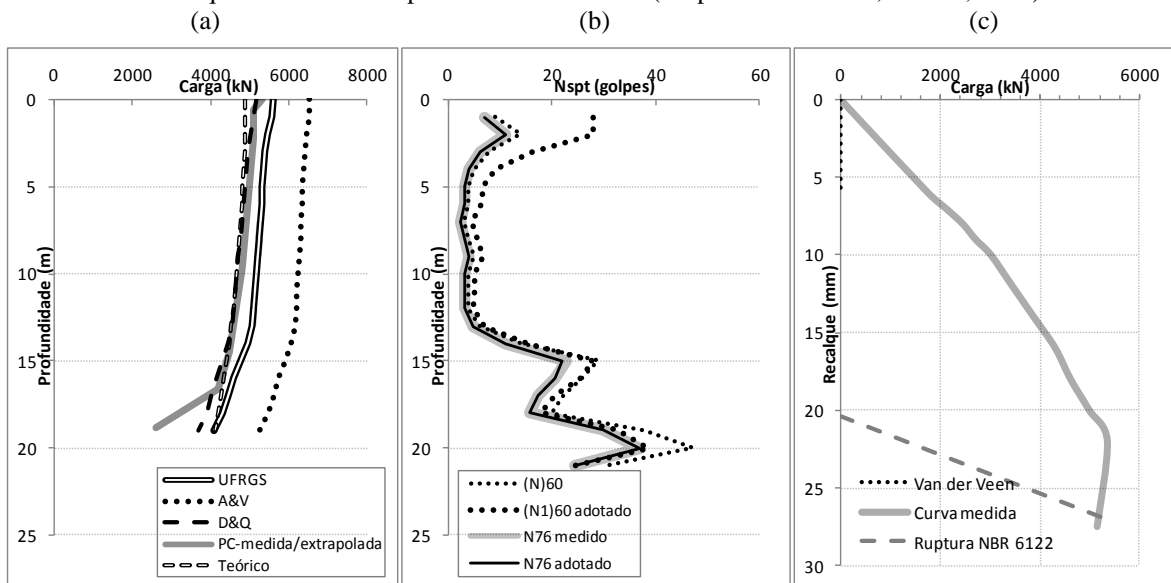 (a) (b) (c)
0 2000 4000 6000 8000
Carga (kN)
0
5
10
15
20
25
Profundidade (m)
UFRGS
A&V
D&Q
PC-medida/extrapolada
Teórico
0 20 40 60
Nspt (golpes)
0
5
10
15
20
25
Profundidade (m)
(N)60
(N1)60 adotado
N76 medido
N76 adotado
0 2000 4000 6000
Carga (kN)
0
5
10
15
20
25
30
Recalque (mm)
Van der Veen
Curva medida
Ruptura NBR 6122